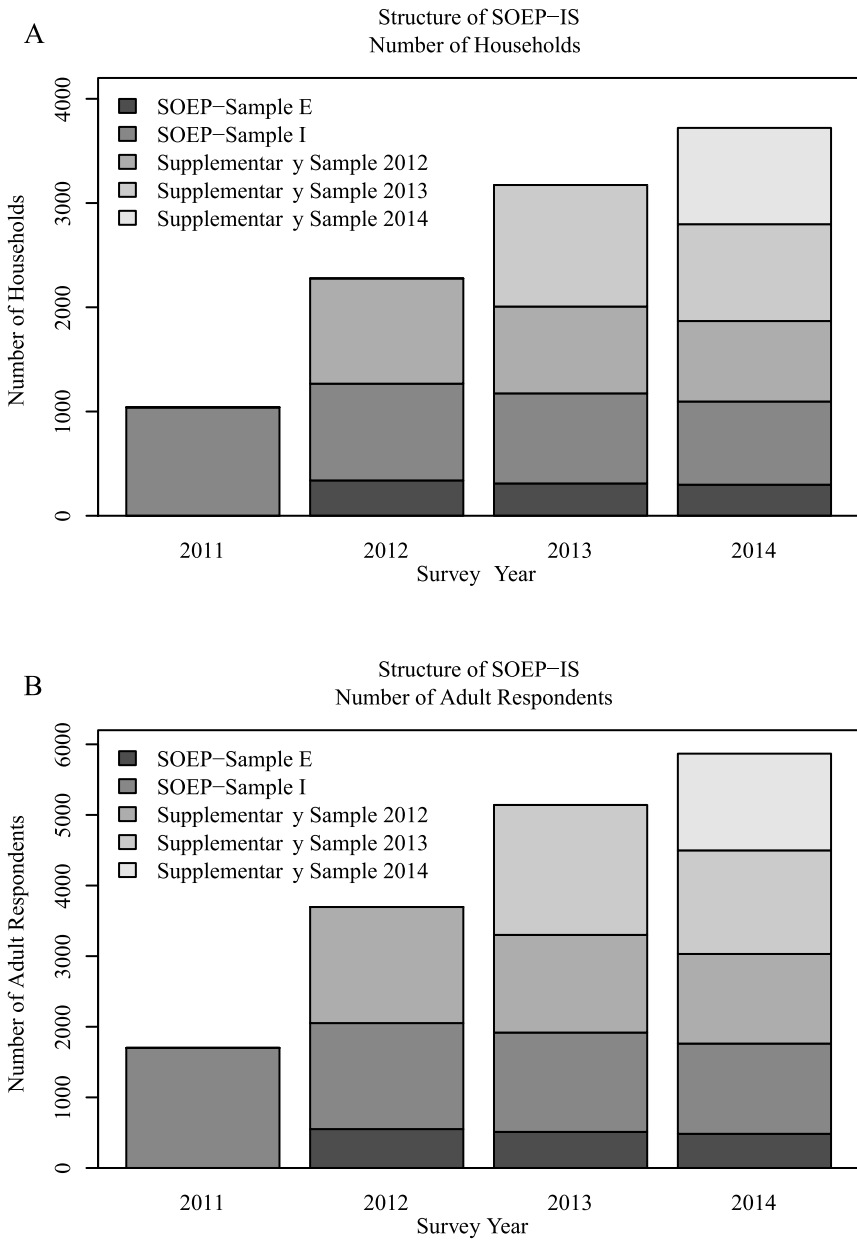 A
Structure of SOEP−IS
Number of Households
Number of Households
4000
3000
2000
1000
0
SOEP−Sample E
SOEP−Sample I
Supplementar y Sample 2012
Supplementar y Sample 2013
Supplementar y Sample 2014
2011 2012 2013 2014
Survey Year
B
Structure of SOEP−IS
Number of Adult Respondents
Number of Adult Respondents
6000
5000
4000
3000
2000
1000
0
SOEP−Sample E
SOEP−Sample I
Supplementar y Sample 2012
Supplementar y Sample 2013
Supplementar y Sample 2014
2011 2012 2013 2014
Survey Year